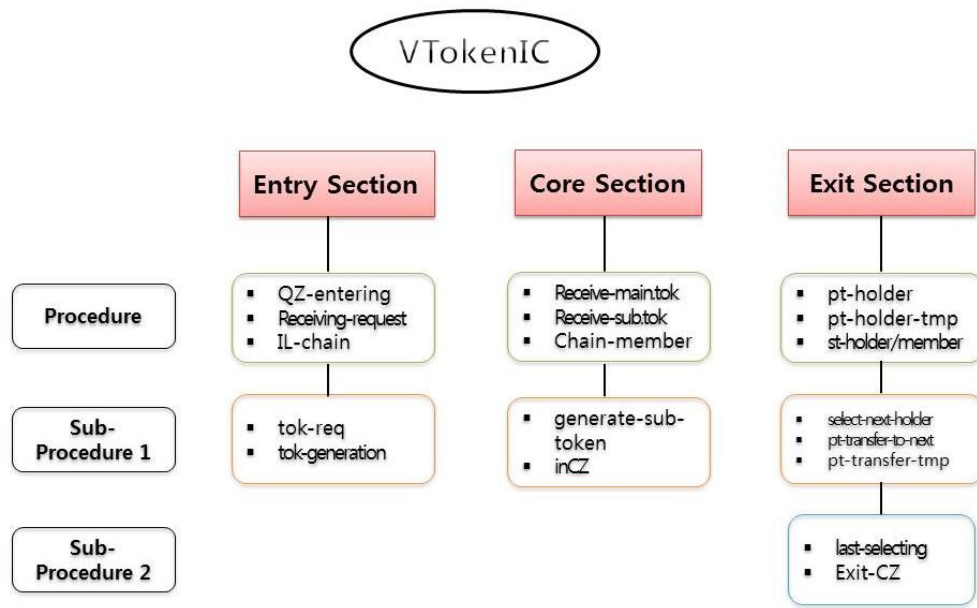 VTokenIC
Entry Section
Core Section
Exit Section
Procedure
▪ QZ-entering
▪ Receiving-request
▪ IL-chain
▪ Receive-main.tok
▪ Receive-sub.tok
▪ Chain-member
▪ pt-holder
▪ pt-holder-tmp
▪ st-holder/member
Sub-
Procedure 1
▪ tok-req
▪ tok-generation
▪ generate-sub-
token
▪ inCZ
▪ select-next-holder
▪ pt-transfer-to-next
▪ pt-transfer-tmp
Sub-
Procedure 2
▪ last-selecting
▪ Exit-CZ